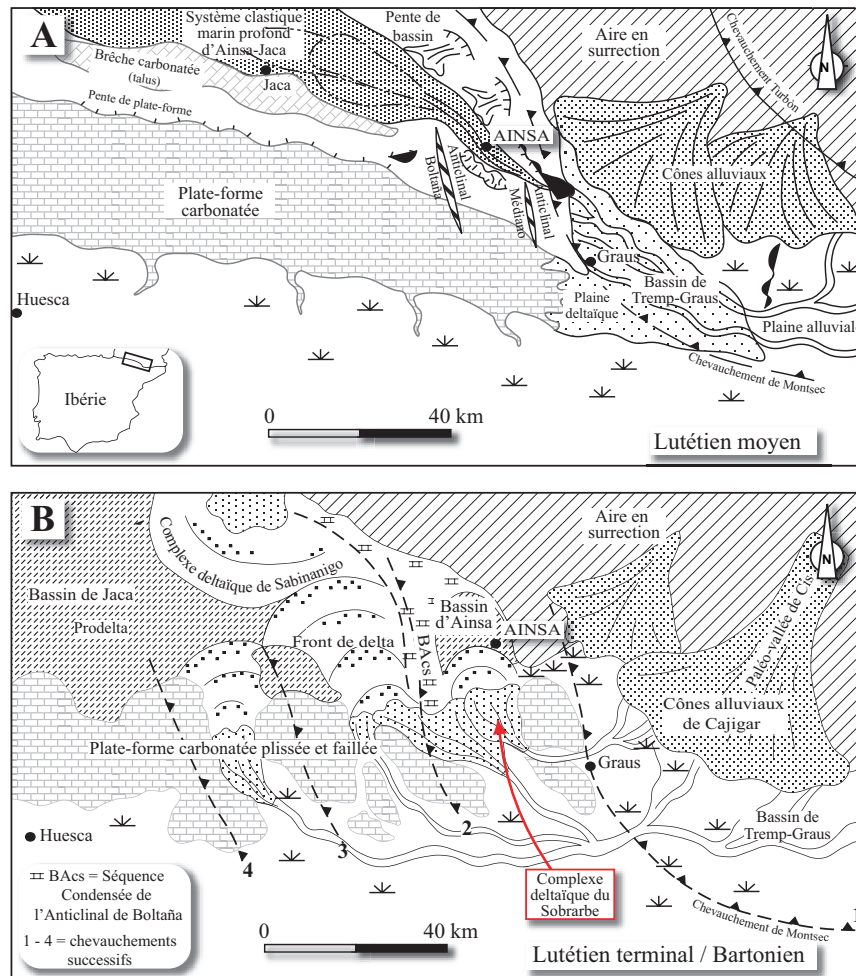 A
Système clastique
marin profond
d'Ainsa-Jaca
Pente de
bassin
Aire en
surrection
Chevauchement Turbòn
N
Brêche carbonatée
(talus)
Jaca
Pente de plate-forme
AINSA
Anticlinal
Boltaña
Anticlinal
Médiano
Cônes alluviaux
Plate-forme
carbonatée
Graus
Bassin de
Tremp-Graus
Plaine
deltaïque
Plaine alluviale
Huesca
Chevauchement de Montsec
Ibérie
0
40 km
Lutétien moyen
B
Complexe deltaïque de Sabinanigo
Aire en
surrection
N
Bassin de Jaca
Prodelta
Bassin
d'Ainsa
AINSA
Front de delta
BAcs
Paléo-vallée de Cis
Cônes alluviaux
de Cajigar
Plate-forme carbonatée plissée et faillée
Graus
Huesca
2
3
4
Bassin de
Tremp-Graus
BAcs = Séquence
Condensée de
l'Anticlinal de Boltaña
1 - 4 = chevauchements
successifs
Complexe
deltaïque du
Sobrarbe
Chevauchement de Montsec
1
0
40 km
Lutétien terminal / Bartonien